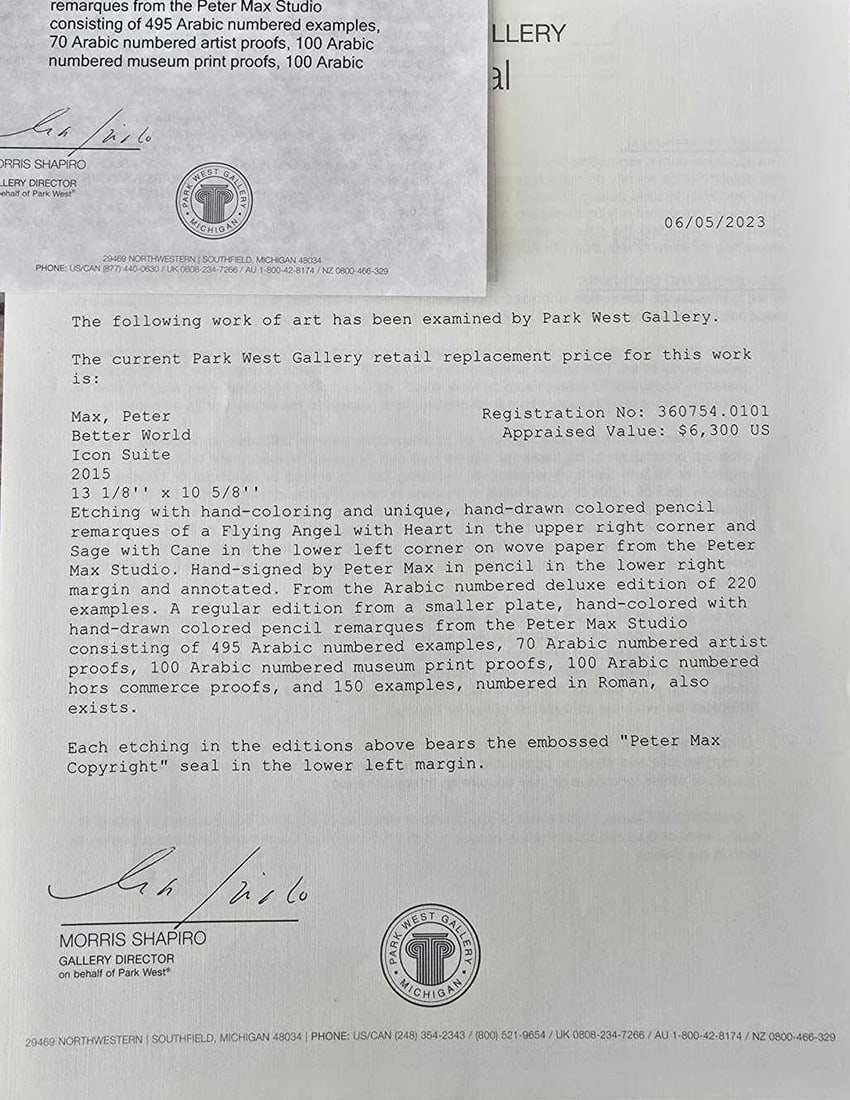 remarques from the Peter Max Studio
consisting of 495 Arabic numbered examples,
70 Arabic numbered artist proofs, 100 Arabic
numbered museum print proofs, 100 Arabic
ORRIS SHAPIRO
LLERY DIRECTOR
ehalf of Park West®
PARK WEST GALLERY
• MICHIGAN •
29469 NORTHWESTERN | SOUTHFIELD, MICHIGAN 48034
PHONE: US/CAN (877) 440-0630 / UK 0808-234-7266 / AU 1-800-42-8174 / NZ 0800-466-329
LLERY
al
06/05/2023
The following work of art has been examined by Park West Gallery.
The current Park West Gallery retail replacement price for this work
is:
Max, Peter
Registration No: 360754.0101
Better World
Appraised Value: $6,300 US
Icon Suite
2015
13 1/8'' x 10 5/8''
Etching with hand-coloring and unique, hand-drawn colored pencil
remarques of a Flying Angel with Heart in the upper right corner and
Sage with Cane in the lower left corner on wove paper from the Peter
Max Studio. Hand-signed by Peter Max in pencil in the lower right
margin and annotated. From the Arabic numbered deluxe edition of 220
examples. A regular edition from a smaller plate, hand-colored with
hand-drawn colored pencil remarques from the Peter Max Studio
consisting of 495 Arabic numbered examples, 70 Arabic numbered artist
proofs, 100 Arabic numbered museum print proofs, 100 Arabic numbered
hors commerce proofs, and 150 examples, numbered in Roman, also
exists.
Each etching in the editions above bears the embossed "Peter Max
Copyright" seal in the lower left margin.
MORRIS SHAPIRO
GALLERY DIRECTOR
on behalf of Park West®
PARK WEST GALLERY
• MICHIGAN •
29469 NORTHWESTERN | SOUTHFIELD, MICHIGAN 48034 | PHONE: US/CAN (248) 354-2343 / (800) 521-9654 / UK 0808-234-7266 / AU 1-800-42-8174 / NZ 0800-466-329